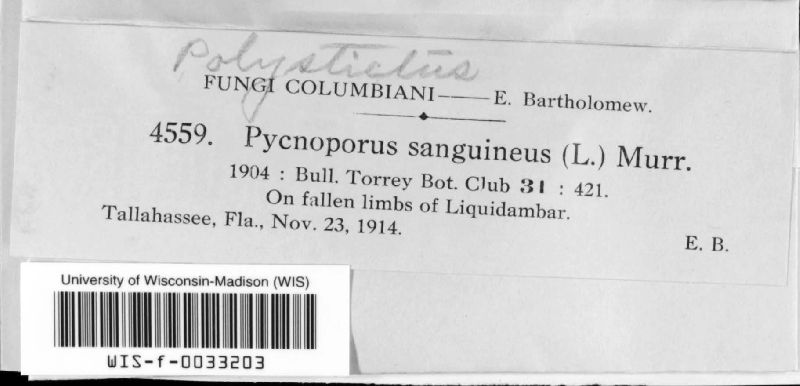 Polystictus
FUNGI COLUMBIANI—E. Bartholomew.
4559. Pycnoporus sanguineus (L.) Murr.
1904 : Bull. Torrey Bot. Club 31 : 421.
On fallen limbs of Liquidambar.
Tallahassee, Fla., Nov. 23, 1914.
E. B.
University of Wisconsin-Madison (WIS)
WIS-f-0033203